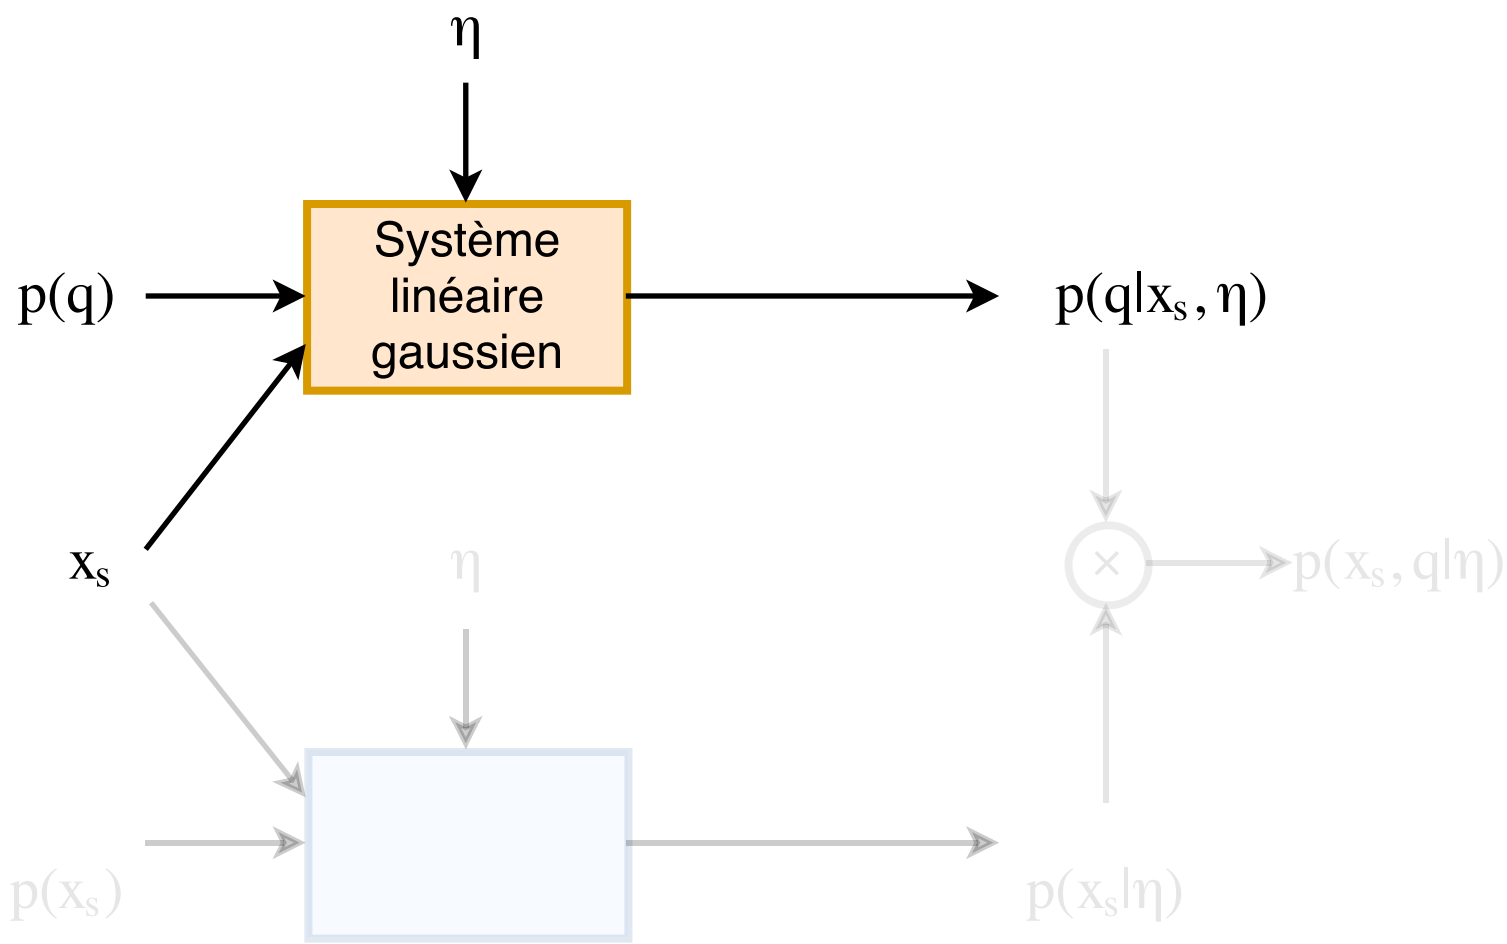 η
Système
linéaire
gaussien
p(q)
p(q|xₛ, η)
xₛ
η
×
p(xₛ, q|η)
p(xₛ)
p(xₛ|η)